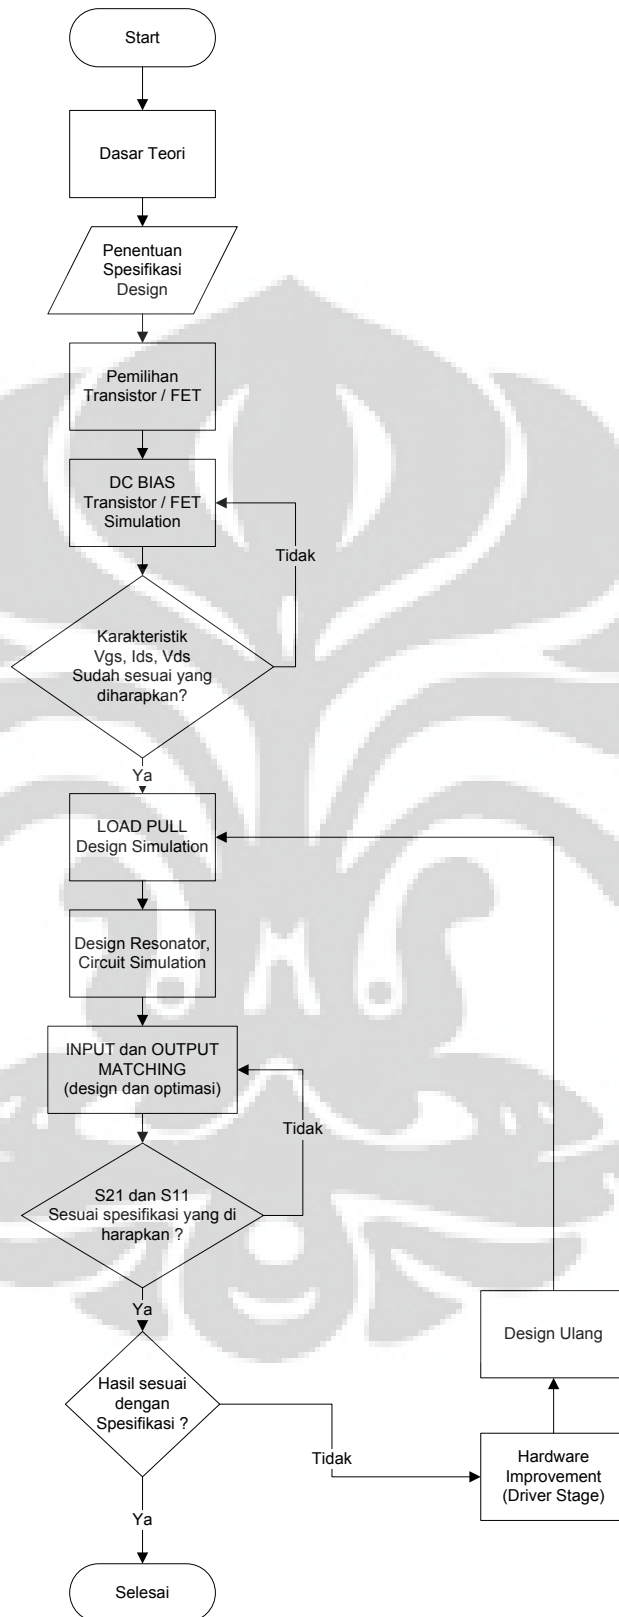 Start
Dasar Teori
Penentuan
Spesifikasi
Design
Pemilihan
Transistor / FET
DC BIAS
Transistor / FET
Simulation
Tidak
Karakteristik
Vgs, Ids, Vds
Sudah sesuai yang
diharapkan?
Ya
LOAD PULL
Design Simulation
Design Resonator,
Circuit Simulation
INPUT dan OUTPUT
MATCHING
(design dan optimasi)
Tidak
S21 dan S11
Sesuai spesifikasi yang di
harapkan ?
Ya
Design Ulang
Hasil sesuai
dengan
Spesifikasi ?
Tidak
Hardware
Improvement
(Driver Stage)
Ya
Selesai